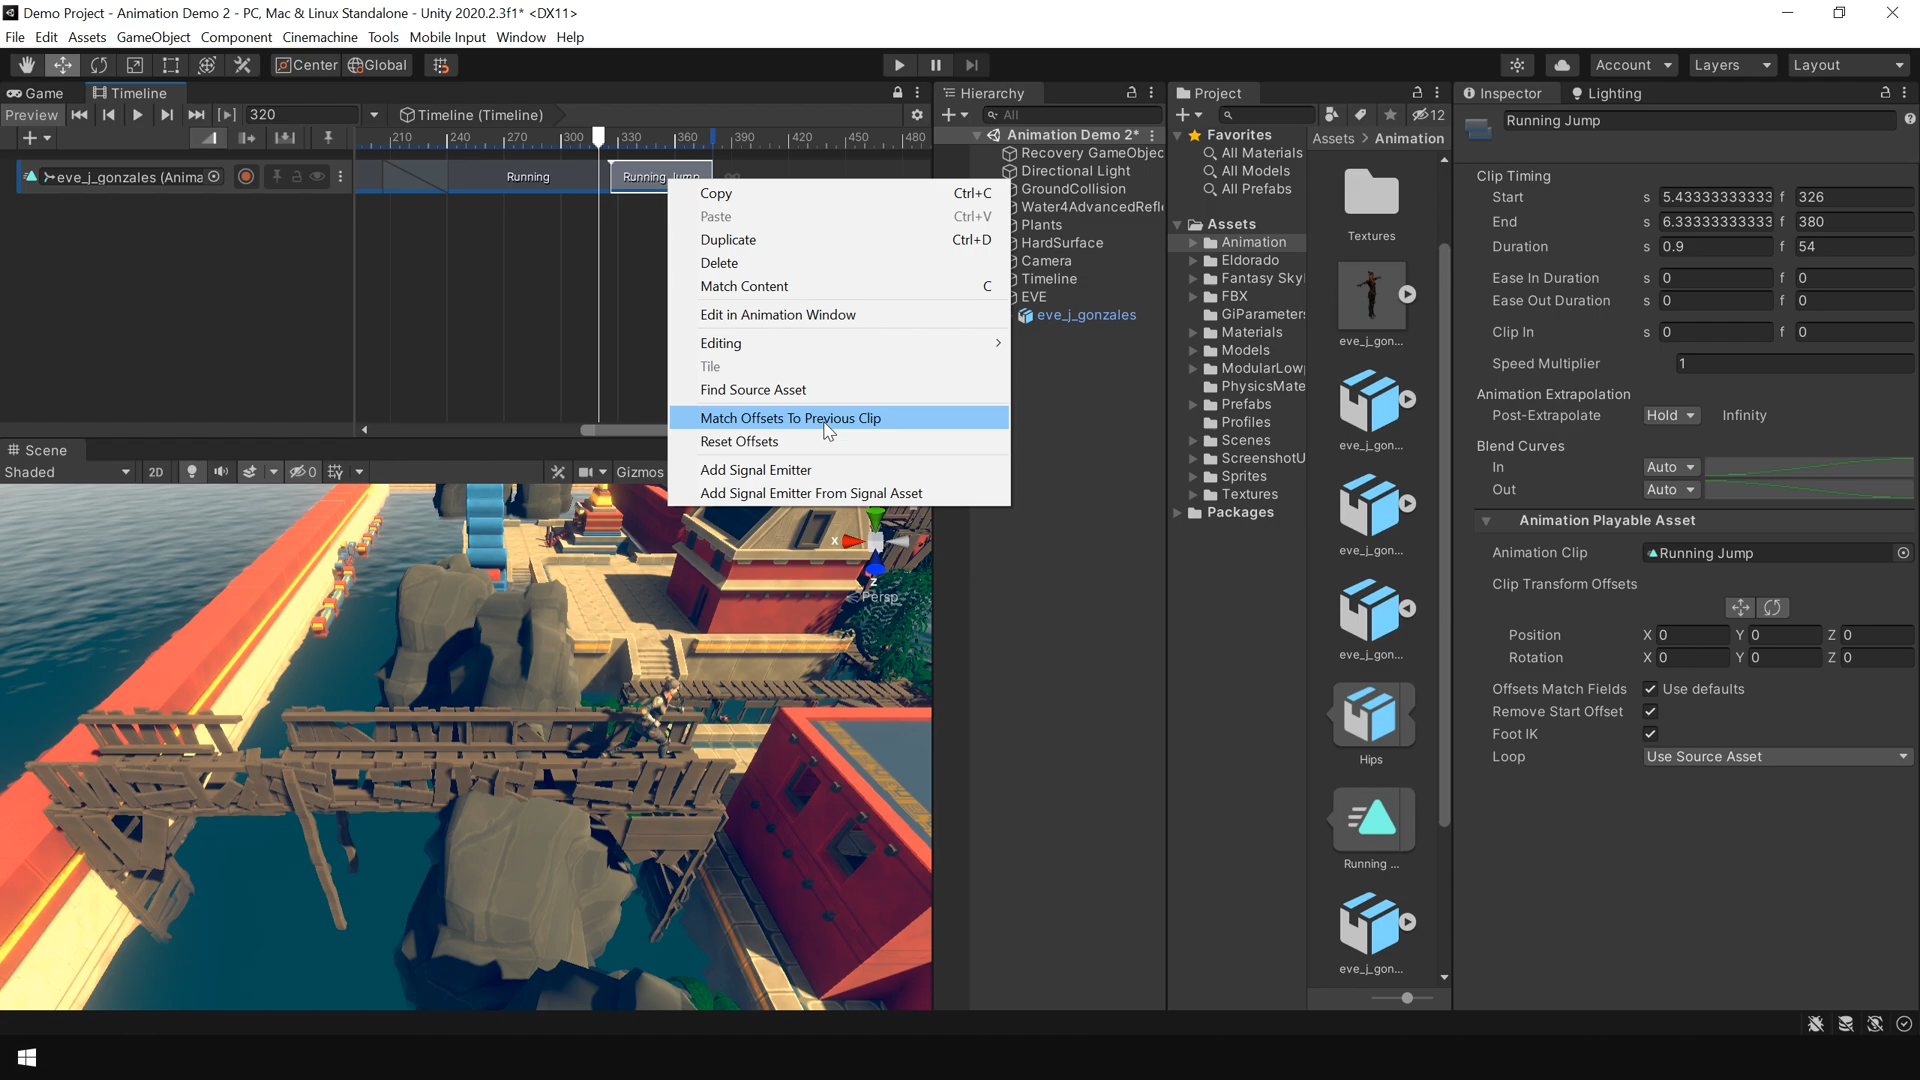 Demo Project - Animation Demo 2 - PC, Mac & Linux Standalone - Unity 2020.2.3f1* <DX11>
File Edit Assets GameObject Component Cinemachine Tools Mobile Input Window Help
Center Global
Account Layers Layout
Game Timeline
Preview 320 Timeline (Timeline)
210 240 270 300 330 360 390 420 450 480
eve_j_gonzales (Anima
Running
Running Jump
Copy Ctrl+C
Paste Ctrl+V
Duplicate Ctrl+D
Delete
Match Content C
Edit in Animation Window
Editing
Tile
Find Source Asset
Match Offsets To Previous Clip
Reset Offsets
Add Signal Emitter
Add Signal Emitter From Signal Asset
Scene
Shaded 2D 0 Gizmos
x
z
Persp
Hierarchy
All
Animation Demo 2*
Recovery GameObjec
Directional Light
GroundCollision
Water4AdvancedRefle
Plants
HardSurface
Camera
Timeline
EVE
eve_j_gonzales
Project
12
Favorites
All Materials
All Models
All Prefabs
Assets
Animation
Eldorado
Fantasy Sky
FBX
GiParameter
Materials
Models
ModularLow
PhysicsMate
Prefabs
Profiles
Scenes
ScreenshotU
Sprites
Textures
Packages
Assets > Animation
Textures
eve_j_gon...
eve_j_gon...
eve_j_gon...
eve_j_gon...
Hips
Running ...
eve_j_gon...
Inspector Lighting
Running Jump
Clip Timing
Start s 5.43333333333 f 326
End s 6.33333333333 f 380
Duration s 0.9 f 54
Ease In Duration s 0 f 0
Ease Out Duration s 0 f 0
Clip In s 0 f 0
Speed Multiplier 1
Animation Extrapolation
Post-Extrapolate Hold Infinity
Blend Curves
In Auto
Out Auto
Animation Playable Asset
Animation Clip Running Jump
Clip Transform Offsets
Position X 0 Y 0 Z 0
Rotation X 0 Y 0 Z 0
Offsets Match Fields Use defaults
Remove Start Offset
Foot IK
Loop Use Source Asset